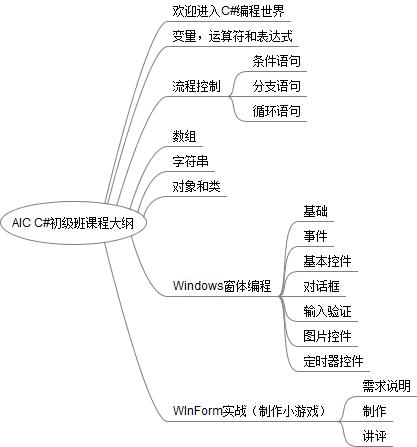 欢迎进入C#编程世界
变量，运算符和表达式
流程控制
条件语句
分支语句
循环语句
数组
字符串
对象和类
AIC C#初级班课程大纲
Windows窗体编程
基础
事件
基本控件
对话框
输入验证
图片控件
定时器控件
WInForm实战（制作小游戏）
需求说明
制作
讲评